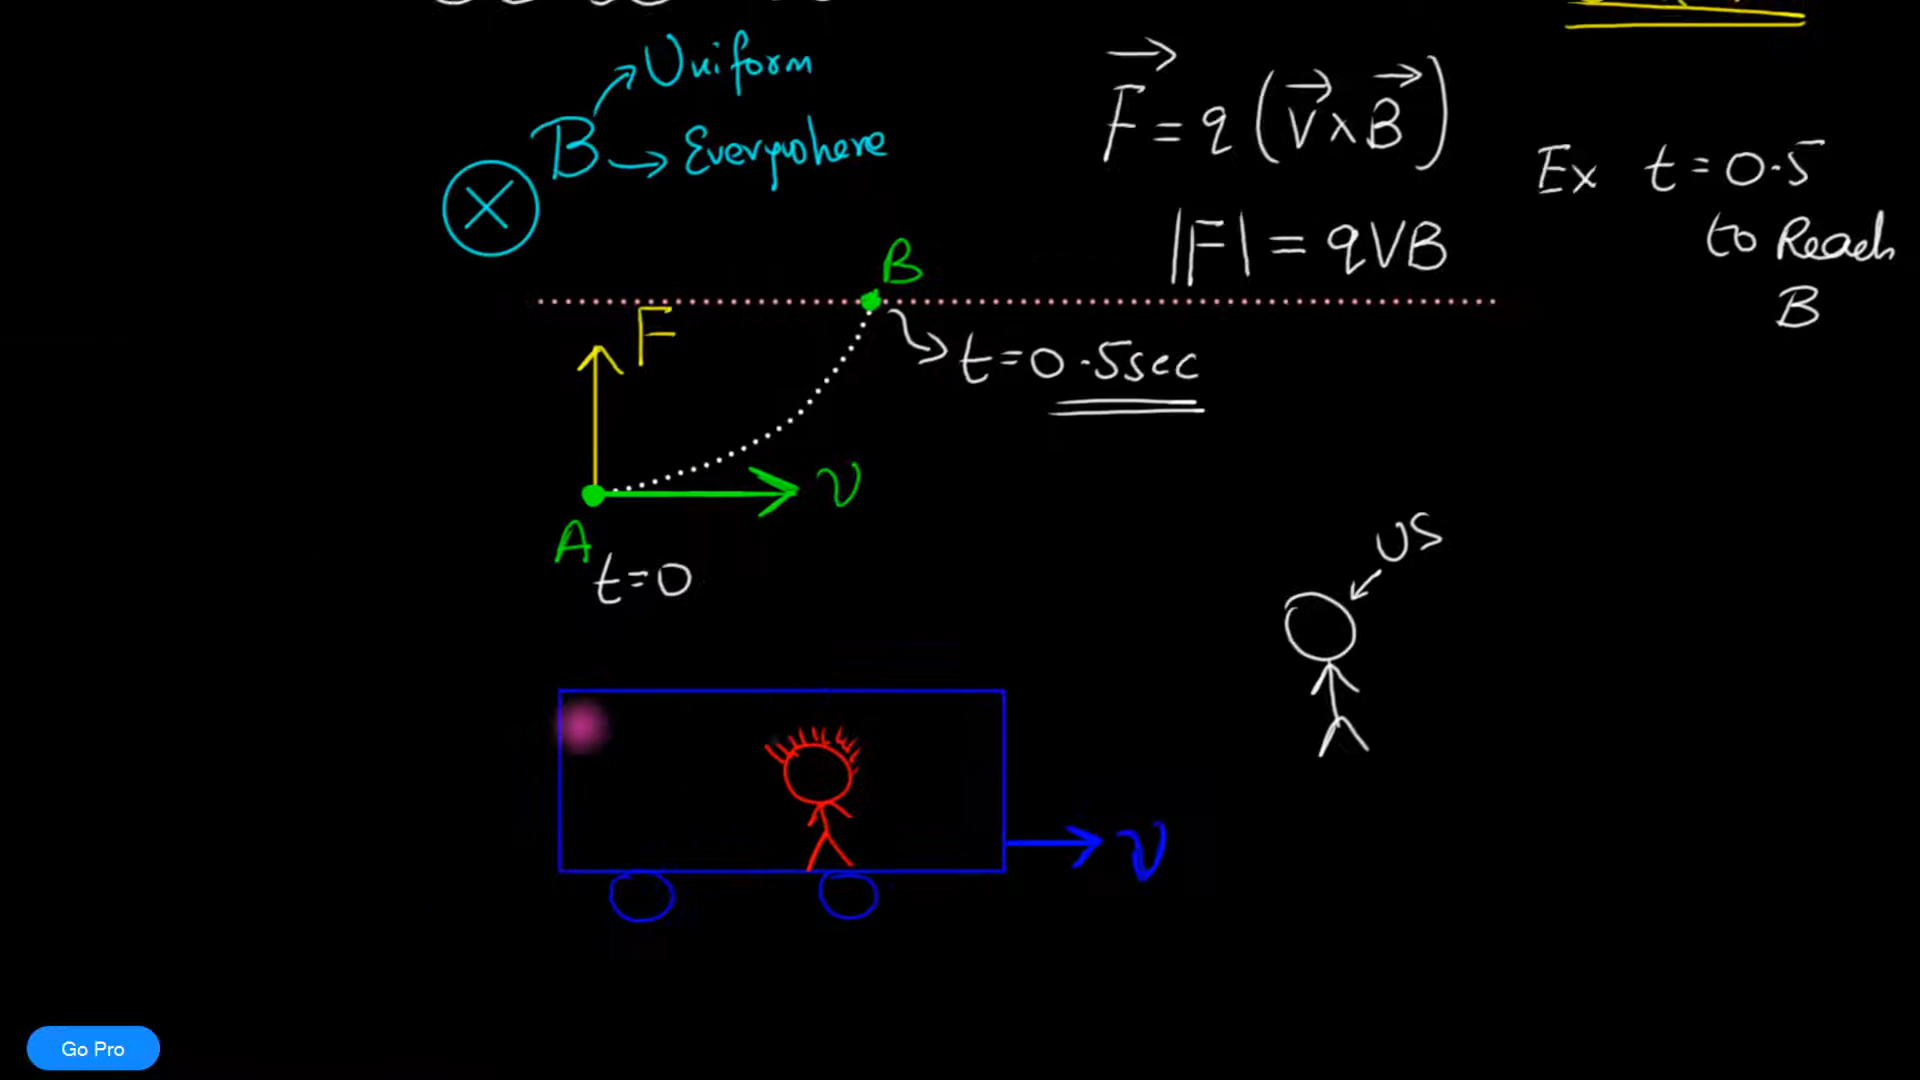 Uniform
B → Everywhere
F = q (v x B)
Ex t = 0.5
to Reach
B
|F| = qVB
B
F
t = 0.5sec
v
A
t=0
US
v
Go Pro